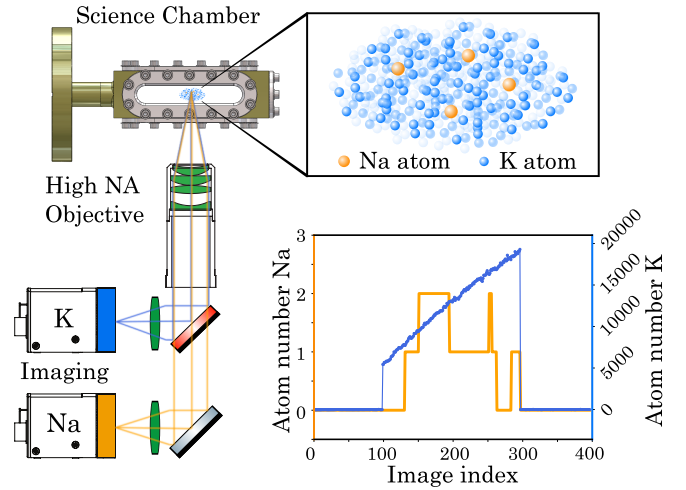 Science Chamber
Na atom
K atom
High NA
Objective
K
Imaging
Na
Atom number Na
3
2
1
0
0
100
200
300
400
Image index
20000
15000
10000
5000
0
Atom number K